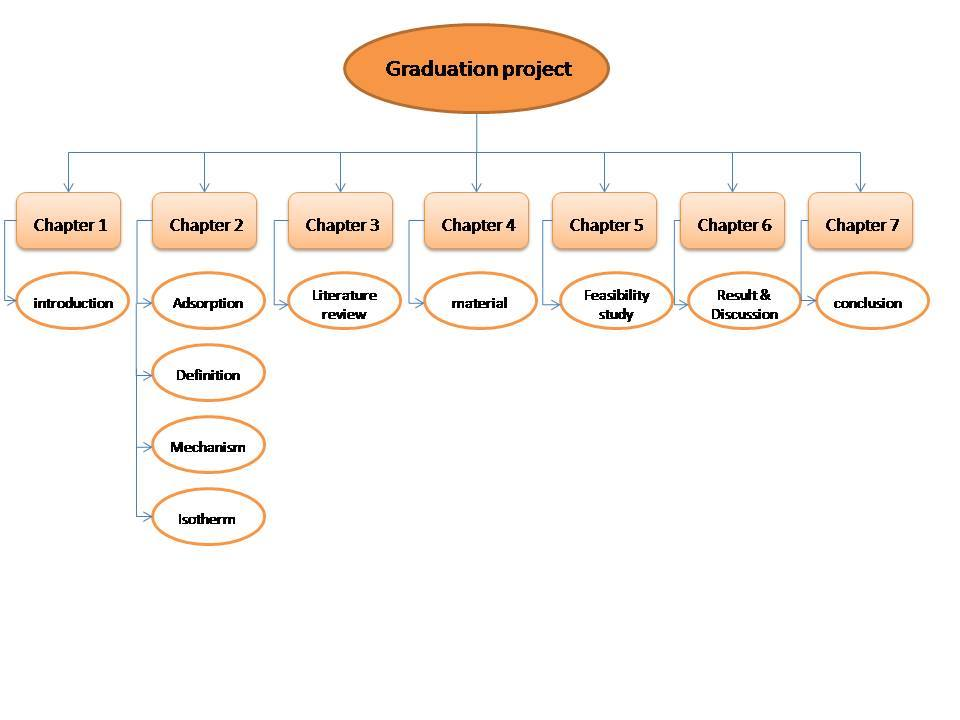 Graduation project
Chapter 1
Chapter 2
Chapter 3
Chapter 4
Chapter 5
Chapter 6
Chapter 7
introduction
Adsorption
Literature
review
material
Feasibility
study
Result &
Discussion
conclusion
Definition
Mechanism
Isotherm